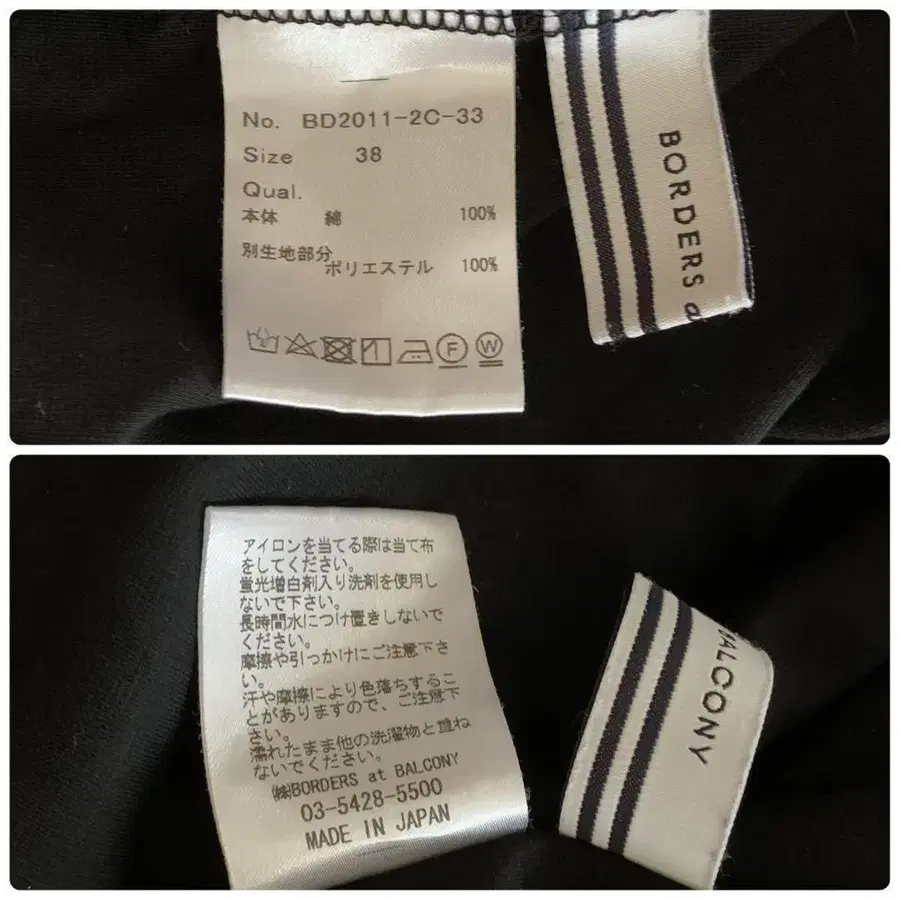 No. BD2011-2C-33
Size 38
Qual.
本体 綿 100%
別生地部分
ポリエステル 100%
F
W
BORDERS a
アイロンを当てる際は当て布
をしてください。
蛍光増白剤入り洗剤を使用し
ないで下さい。
長時間水につけ置きしないで
ください。
摩擦や引っかけにご注意下さ
い。
汗や摩擦により色落ちするこ
とがありますので、ご注意下
さい。
濡れたまま他の洗濯物と重ね
ないでください。
㈱BORDERS at BALCONY
03-5428-5500
MADE IN JAPAN
BALCONY